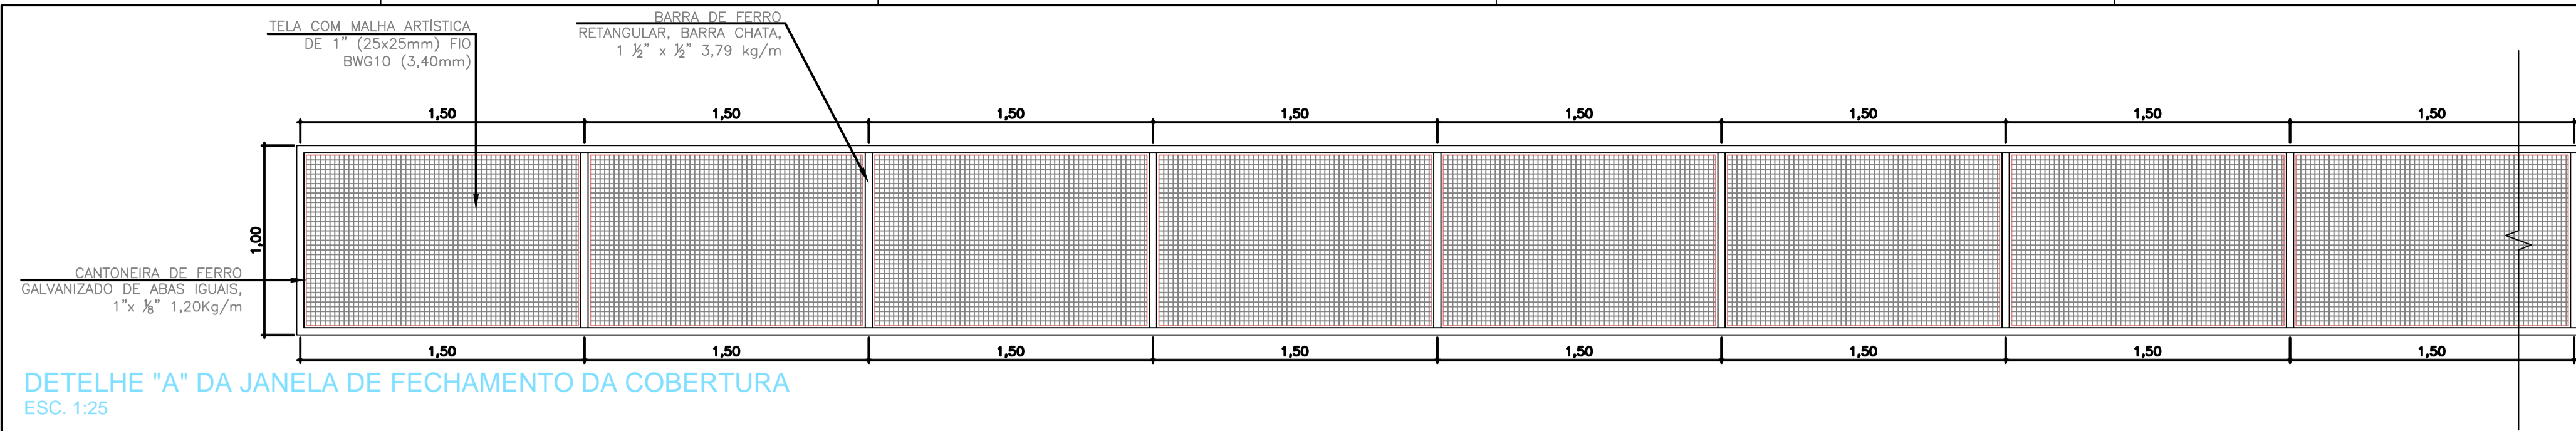 TELA COM MALHA ARTÍSTICA
DE 1" (25x25mm) FIO
BWG10 (3,40mm)
BARRA DE FERRO
RETANGULAR, BARRA CHATA,
1 ½" x ½" 3,79 kg/m
1,50 1,50 1,50 1,50 1,50 1,50 1,50 1,50
1,00
CANTONEIRA DE FERRO
GALVANIZADO DE ABAS IGUAIS,
1"x ⅛" 1,20Kg/m
1,50 1,50 1,50 1,50 1,50 1,50 1,50 1,50
DETELHE "A" DA JANELA DE FECHAMENTO DA COBERTURA
ESC. 1:25